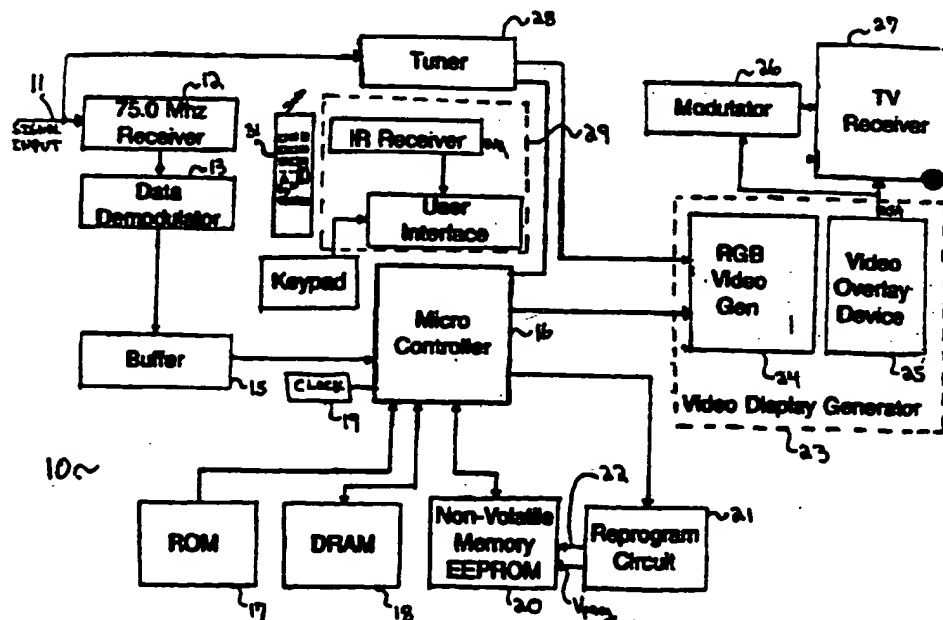 28
Tuner
27
11
12
26
SIGNAL
INPUT
75.0 Mhz
Receiver
Modulator
TV
Receiver
31
IR Receiver
29
13
Data
Demodulator
User
Interface
Keypad
RGB
Video
Gen
Video
Overlay
Device
Micro
Controller
16
Buffer
15
CLOCK
19
24
25
Video Display Generator
23
10
22
21
ROM
DRAM
Non-Volatile
Memory
EEPROM
Reprogram
Circuit
17
18
20
Vprog